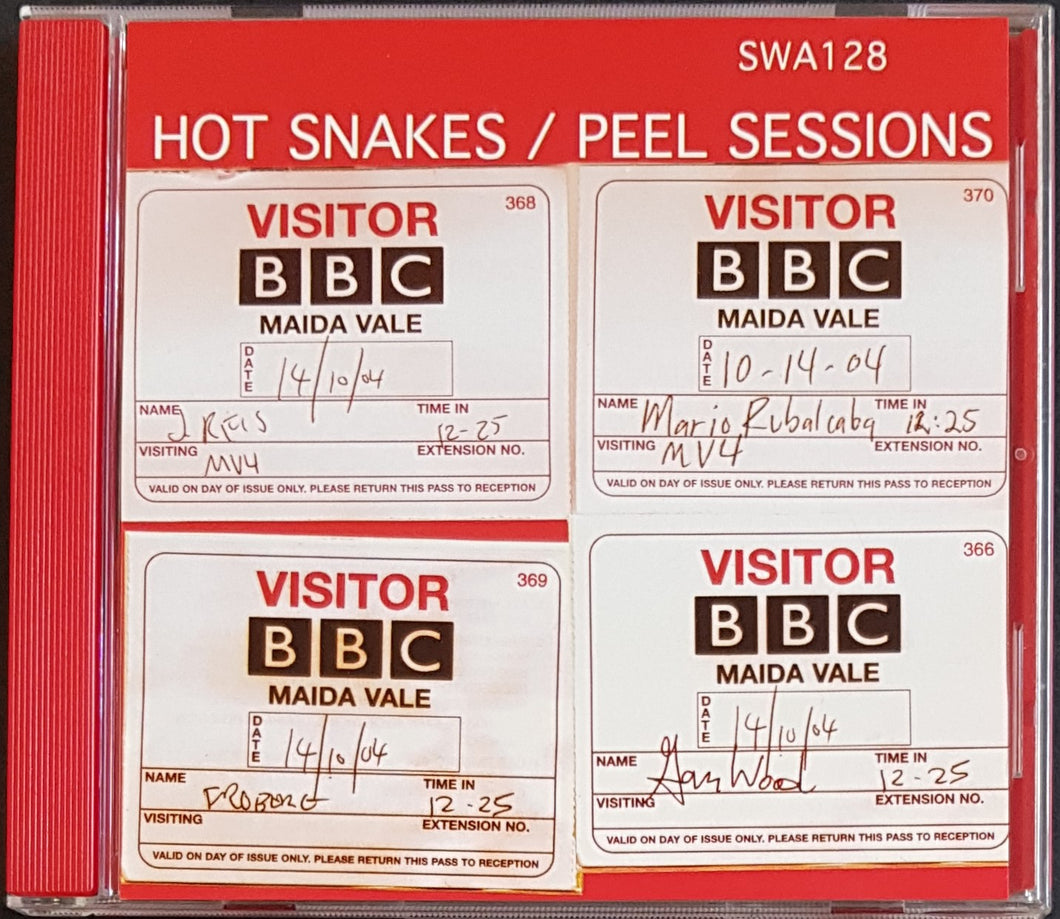 SWA128
HOT SNAKES / PEEL SESSIONS
368
VISITOR
BBC
MAIDA VALE
DATE 14/10/04
NAME J. REIS TIME IN 12-25
VISITING MV4 EXTENSION NO.
VALID ON DAY OF ISSUE ONLY. PLEASE RETURN THIS PASS TO RECEPTION
370
VISITOR
BBC
MAIDA VALE
DATE 10-14-04
NAME Mario Rubalcaba TIME IN 12:25
VISITING MV4 EXTENSION NO.
VALID ON DAY OF ISSUE ONLY. PLEASE RETURN THIS PASS TO RECEPTION
369
VISITOR
BBC
MAIDA VALE
DATE 14/10/04
NAME FROBERG TIME IN 12-25
VISITING EXTENSION NO.
VALID ON DAY OF ISSUE ONLY. PLEASE RETURN THIS PASS TO RECEPTION
366
VISITOR
BBC
MAIDA VALE
DATE 14/10/04
NAME Gar Wood TIME IN 12-25
VISITING EXTENSION NO.
VALID ON DAY OF ISSUE ONLY. PLEASE RETURN THIS PASS TO RECEPTION